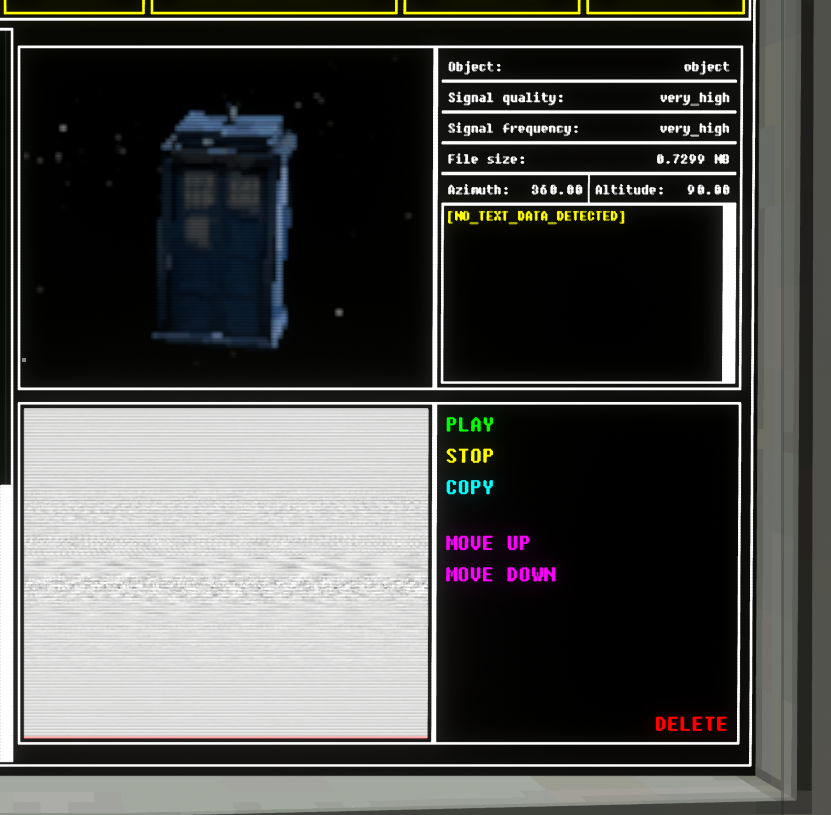 Object: object
Signal quality: very_high
Signal frequency: very_high
File size: 0.7299 MB
Azimuth: 360.00 Altitude: 90.00
[NO_TEXT_DATA_DETECTED]
PLAY
STOP
COPY
MOVE UP
MOVE DOWN
DELETE